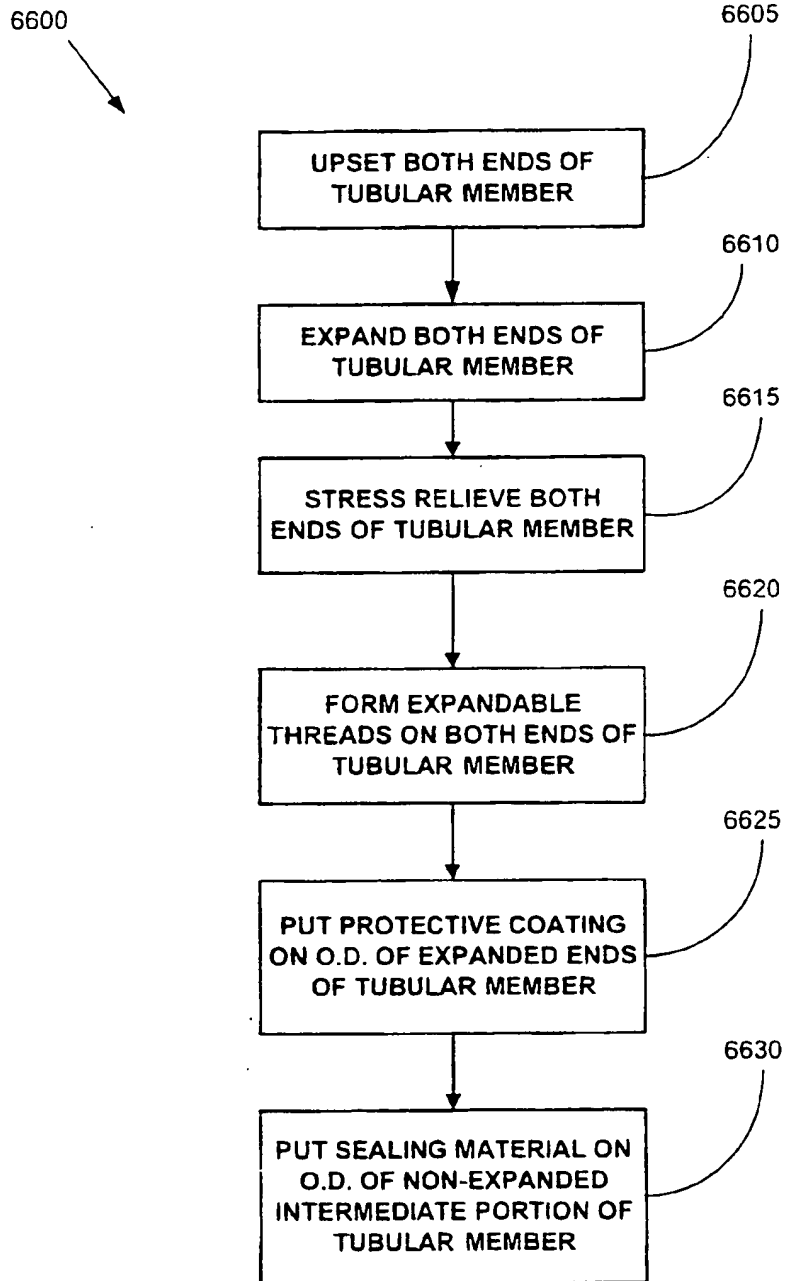 6600
6605
UPSET BOTH ENDS OF
TUBULAR MEMBER
6610
EXPAND BOTH ENDS OF
TUBULAR MEMBER
6615
STRESS RELIEVE BOTH
ENDS OF TUBULAR MEMBER
6620
FORM EXPANDABLE
THREADS ON BOTH ENDS OF
TUBULAR MEMBER
6625
PUT PROTECTIVE COATING
ON O.D. OF EXPANDED ENDS
OF TUBULAR MEMBER
6630
PUT SEALING MATERIAL ON
O.D. OF NON-EXPANDED
INTERMEDIATE PORTION OF
TUBULAR MEMBER